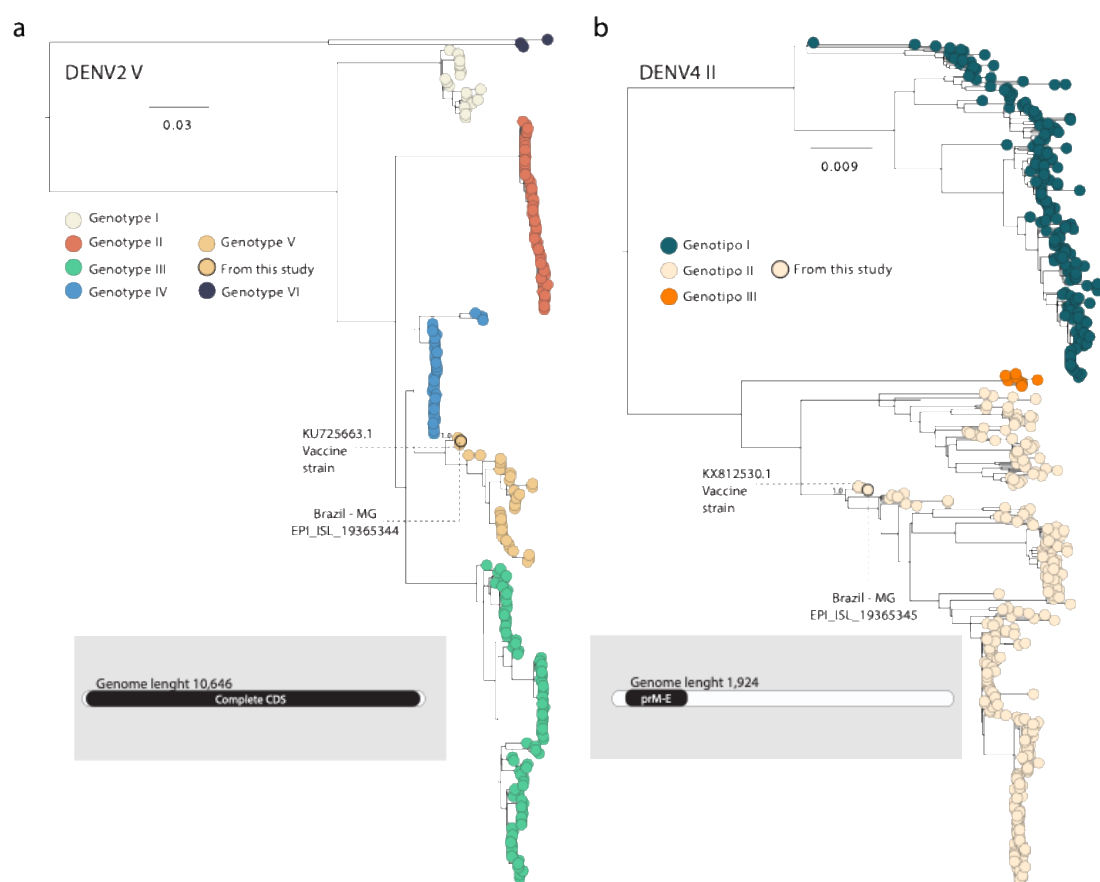 a
DENV2 V
0.03
Genotype I
Genotype II
Genotype III
Genotype IV
Genotype V
From this study
Genotype VI
KU725663.1
Vaccine
strain
1.0
Brazil - MG
EPI_ISL_19365344
Genome lenght 10,646
Complete CDS
b
DENV4 II
0.009
Genotipo I
Genotipo II
Genotipo III
From this study
KX812530.1
Vaccine
strain
1.0
Brazil - MG
EPI_ISL_19365345
Genome lenght 1,924
prM-E